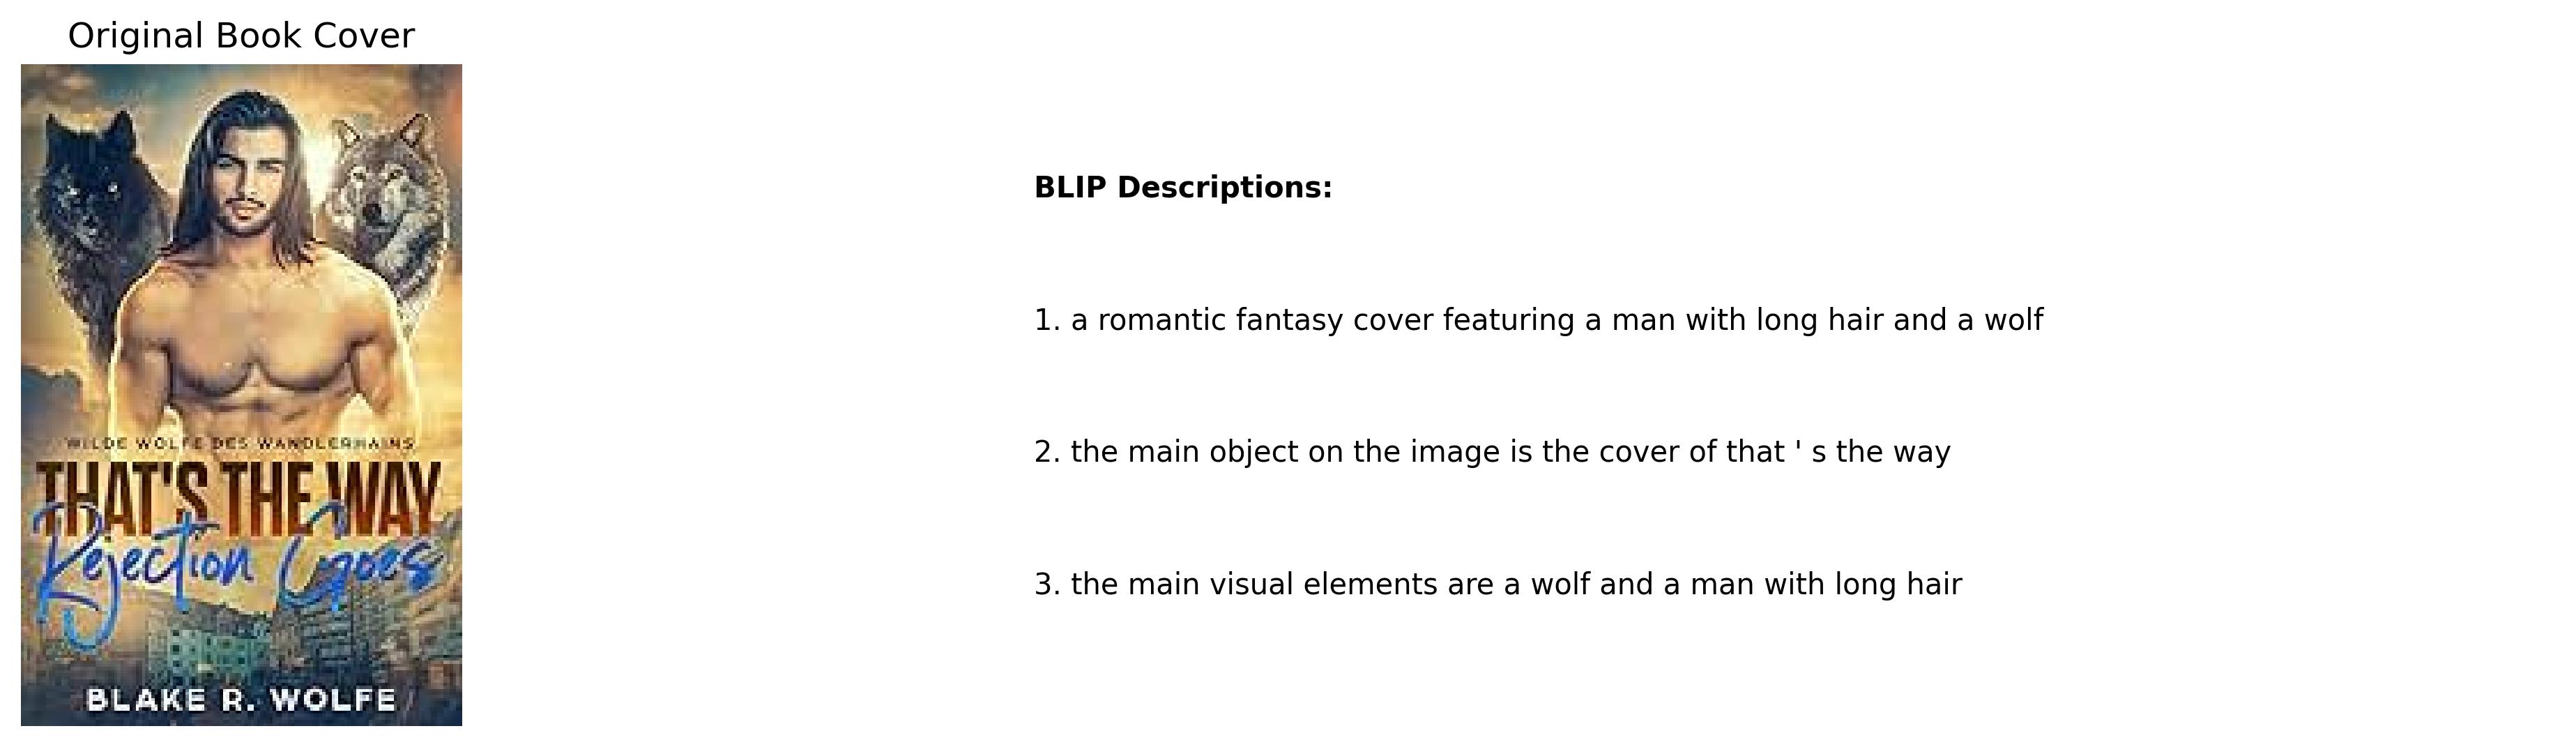 Original Book Cover
WILDE WÖLFE DES WANDLERHAINS
THAT'S THE WAY
Rejection Goes
BLAKE R. WOLFE
BLIP Descriptions:
1. a romantic fantasy cover featuring a man with long hair and a wolf
2. the main object on the image is the cover of that ' s the way
3. the main visual elements are a wolf and a man with long hair